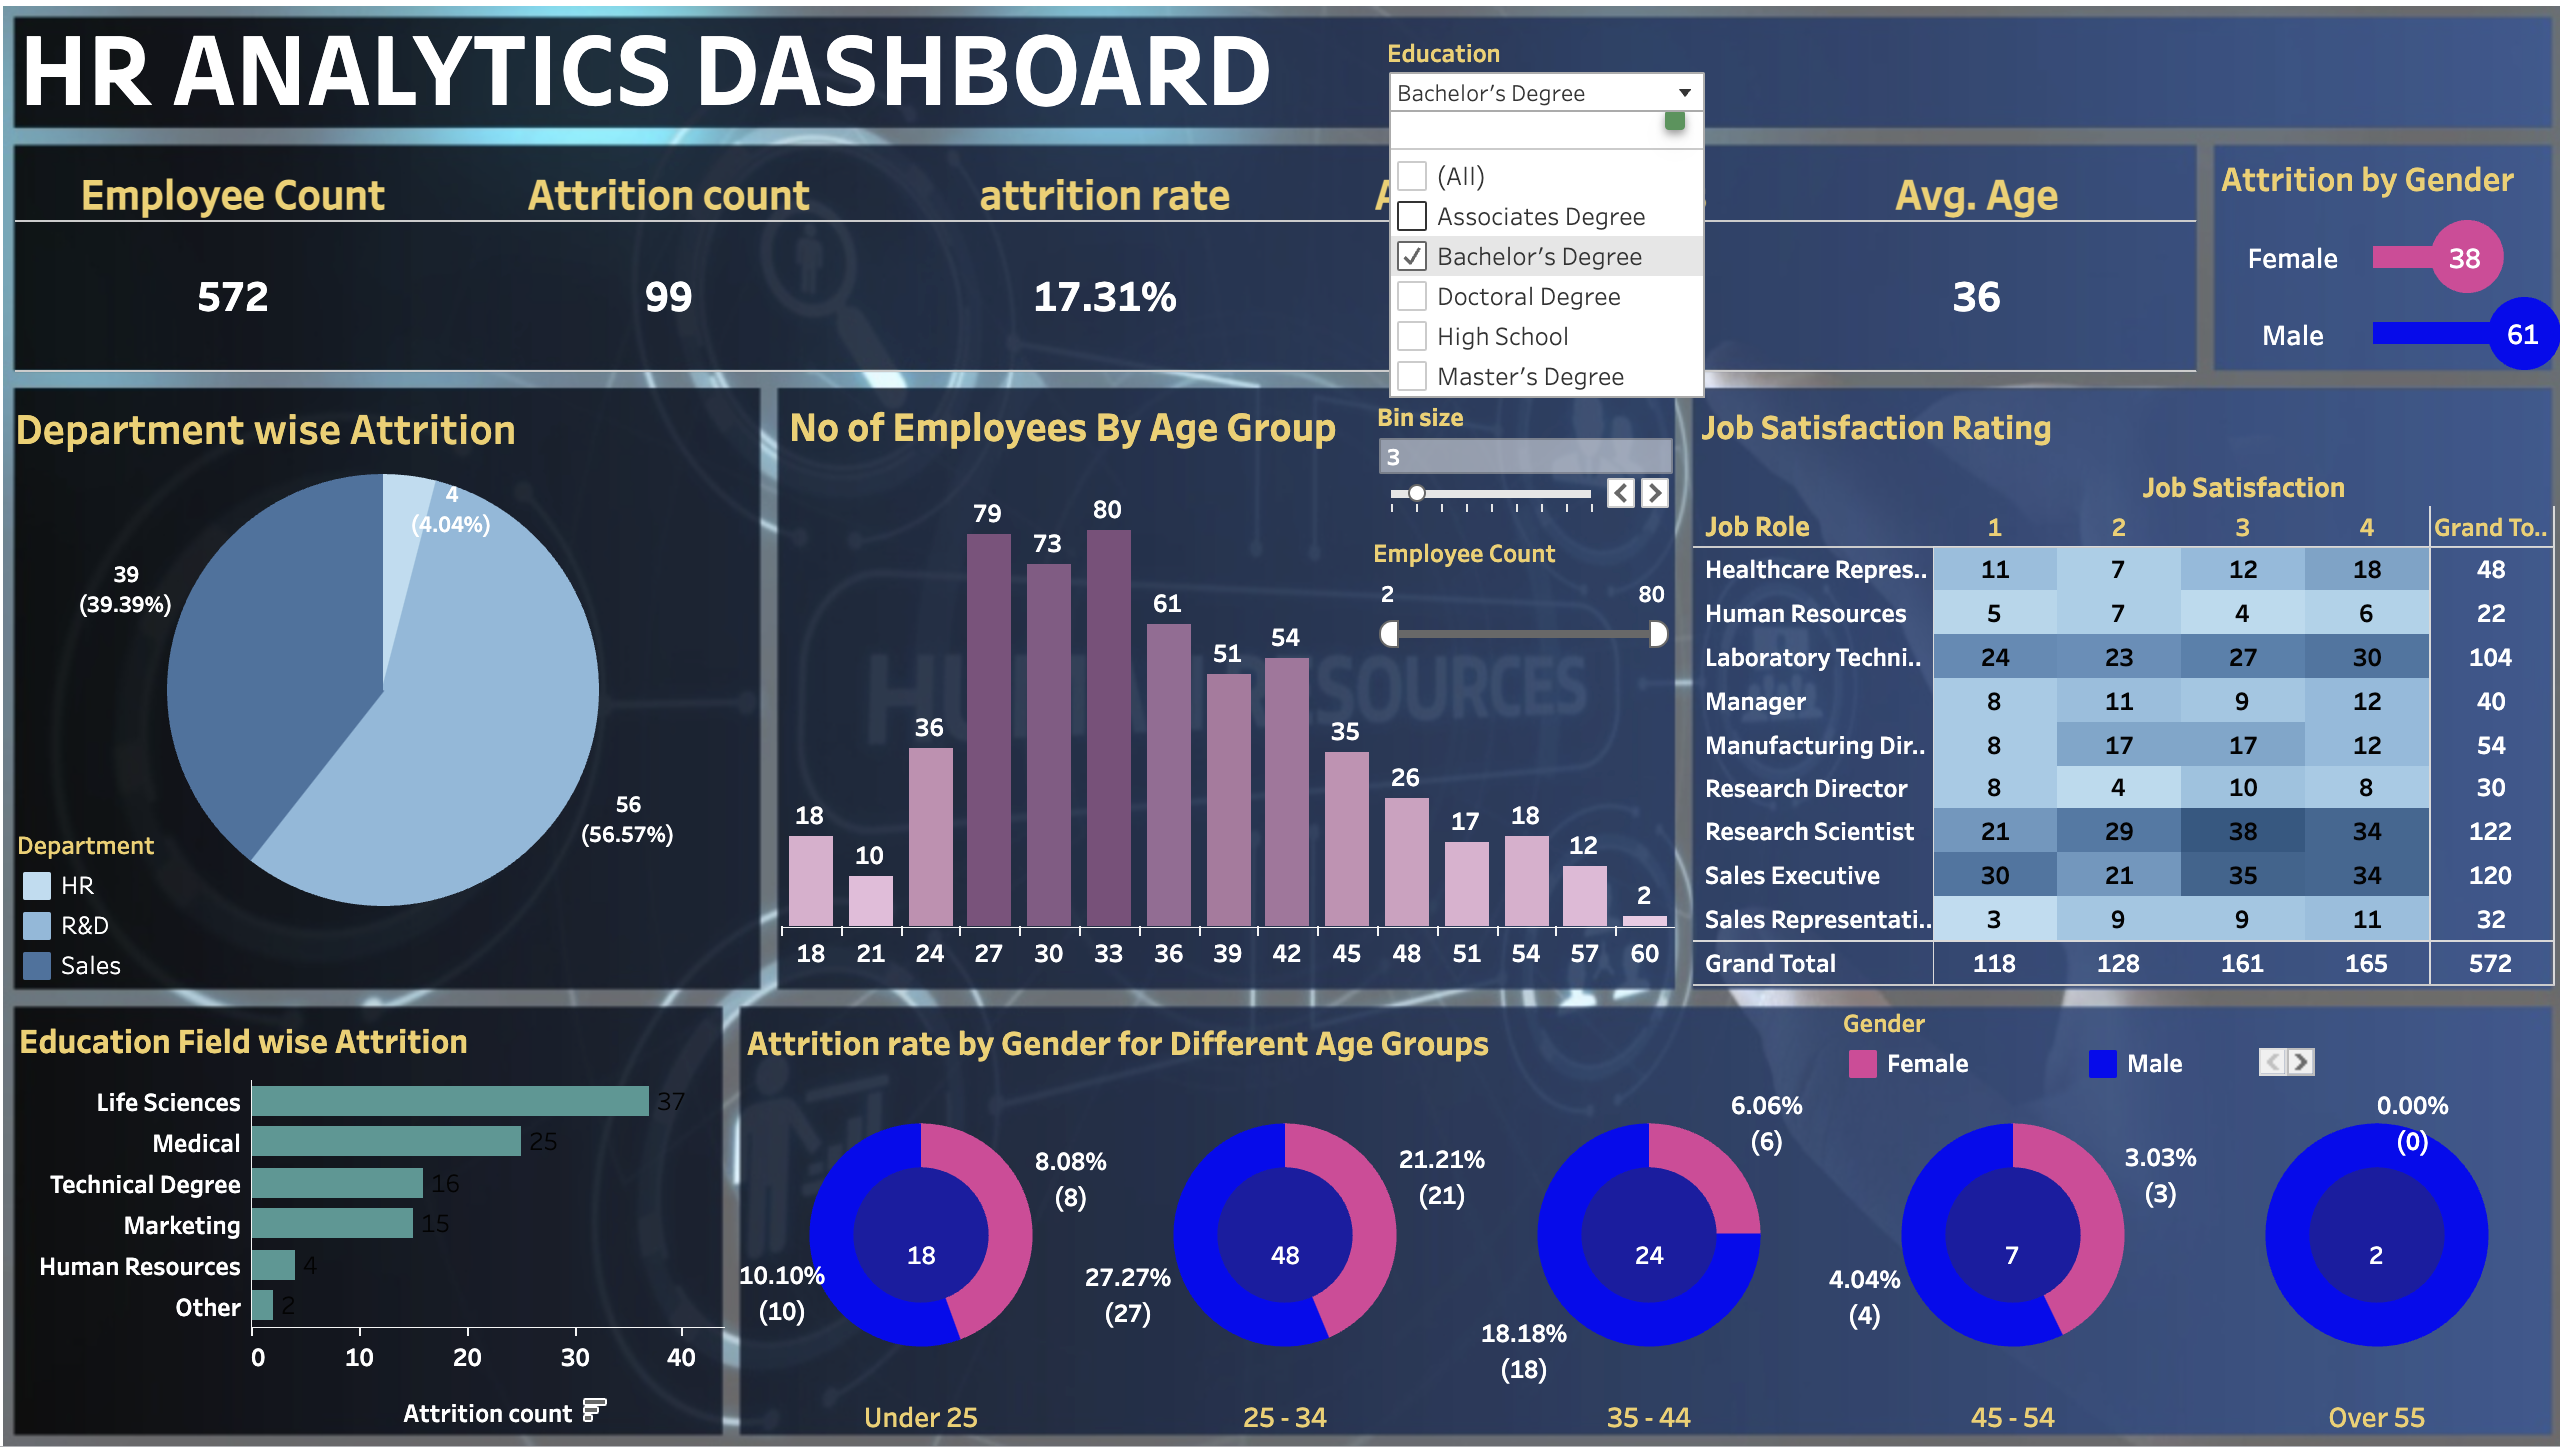 HR ANALYTICS DASHBOARD
Education
Bachelor's Degree
(All)
Associates Degree
Bachelor's Degree
Doctoral Degree
High School
Master's Degree
Employee Count
Attrition count
attrition rate
Avg. Age
572
99
17.31%
36
Attrition by Gender
Female
38
Male
61
Department wise Attrition
4
(4.04%)
39
(39.39%)
56
(56.57%)
Department
HR
R&D
Sales
No of Employees By Age Group
Bin size
3
Employee Count
2 80
HUMAN RESOURCES
18 10 36 79 73 80 61 51 54 35 26 17 18 12 2
18 21 24 27 30 33 36 39 42 45 48 51 54 57 60
Job Satisfaction Rating
Job Satisfaction
Job Role 1 2 3 4 Grand To..
Healthcare Repres.. 11 7 12 18 48
Human Resources 5 7 4 6 22
Laboratory Techni.. 24 23 27 30 104
Manager 8 11 9 12 40
Manufacturing Dir.. 8 17 17 12 54
Research Director 8 4 10 8 30
Research Scientist 21 29 38 34 122
Sales Executive 30 21 35 34 120
Sales Representati.. 3 9 9 11 32
Grand Total 118 128 161 165 572
Education Field wise Attrition
Life Sciences 37
Medical 25
Technical Degree 16
Marketing 15
Human Resources 4
Other 2
0 10 20 30 40
Attrition count
Attrition rate by Gender for Different Age Groups
Gender
Female Male
8.08%
(8)
18
10.10%
(10)
Under 25
21.21%
(21)
48
27.27%
(27)
25 - 34
6.06%
(6)
24
18.18%
(18)
35 - 44
3.03%
(3)
7
4.04%
(4)
45 - 54
0.00%
(0)
2
Over 55